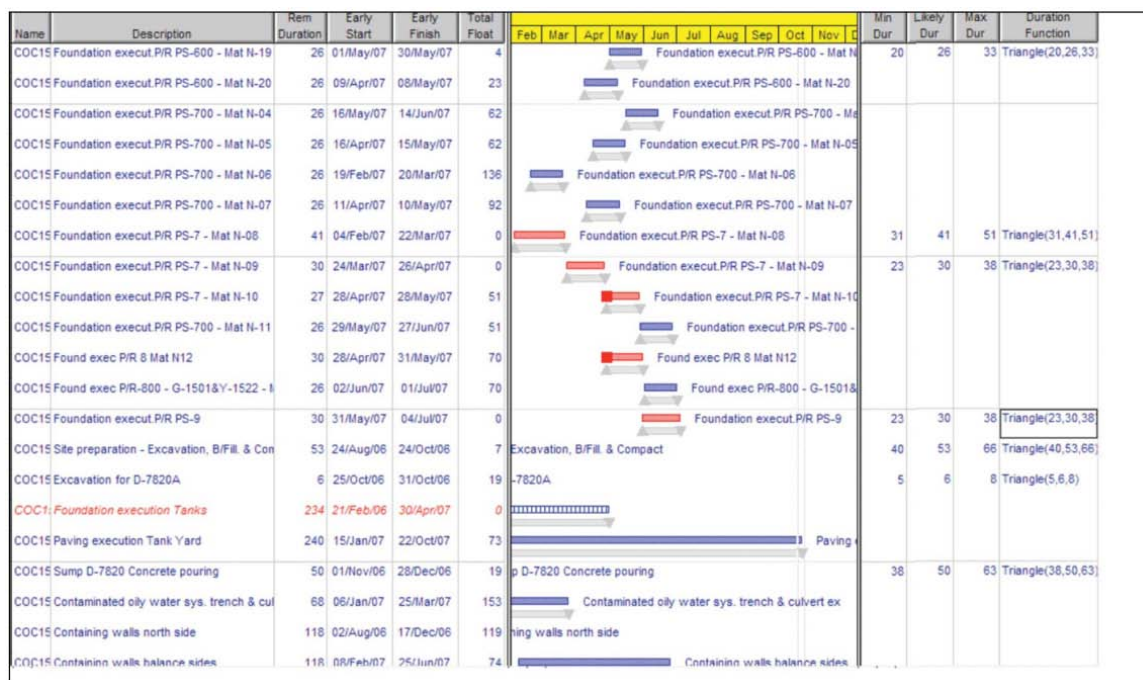 Name Description Rem Duration Early Start Early Finish Total Float Feb Mar Apr May Jun Jul Aug Sep Oct Nov D Min Dur Likely Dur Max Dur Duration Function
COC15 Foundation execut.P/R PS-600 - Mat N-19 26 01/May/07 30/May/07 4 Foundation execut.P/R PS-600 - Mat N 20 26 33 Triangle(20,26,33)
COC15 Foundation execut.P/R PS-600 - Mat N-20 26 09/Apr/07 08/May/07 23 Foundation execut.P/R PS-600 - Mat N-20
COC15 Foundation execut.P/R PS-700 - Mat N-04 26 16/May/07 14/Jun/07 62 Foundation execut.P/R PS-700 - Ma
COC15 Foundation execut.P/R PS-700 - Mat N-05 26 16/Apr/07 15/May/07 62 Foundation execut.P/R PS-700 - Mat N-05
COC15 Foundation execut.P/R PS-700 - Mat N-06 26 19/Feb/07 20/Mar/07 136 Foundation execut.P/R PS-700 - Mat N-06
COC15 Foundation execut.P/R PS-700 - Mat N-07 26 11/Apr/07 10/May/07 92 Foundation execut.P/R PS-700 - Mat N-07
COC15 Foundation execut.P/R PS-7 - Mat N-08 41 04/Feb/07 22/Mar/07 0 Foundation execut.P/R PS-7 - Mat N-08 31 41 51 Triangle(31,41,51)
COC15 Foundation execut.P/R PS-7 - Mat N-09 30 24/Mar/07 26/Apr/07 0 Foundation execut.P/R PS-7 - Mat N-09 23 30 38 Triangle(23,30,38)
COC15 Foundation execut.P/R PS-7 - Mat N-10 27 28/Apr/07 28/May/07 51 Foundation execut.P/R PS-7 - Mat N-10
COC15 Foundation execut.P/R PS-700 - Mat N-11 26 29/May/07 27/Jun/07 51 Foundation execut.P/R PS-700 -
COC15 Found exec P/R 8 Mat N12 30 28/Apr/07 31/May/07 70 Found exec P/R 8 Mat N12
COC15 Found exec P/R-800 - G-1501&Y-1522 - M 26 02/Jun/07 01/Jul/07 70 Found exec P/R-800 - G-1501&
COC15 Foundation execut.P/R PS-9 30 31/May/07 04/Jul/07 0 Foundation execut.P/R PS-9 23 30 38 Triangle(23,30,38)
COC15 Site preparation - Excavation, B/Fill. & Com 53 24/Aug/06 24/Oct/06 7 Excavation, B/Fill. & Compact 40 53 66 Triangle(40,53,66)
COC15 Excavation for D-7820A 6 25/Oct/06 31/Oct/06 19 -7820A 5 6 8 Triangle(5,6,8)
COC1: Foundation execution Tanks 234 21/Feb/06 30/Apr/07 0
COC15 Paving execution Tank Yard 240 15/Jan/07 22/Oct/07 73 Paving e
COC15 Sump D-7820 Concrete pouring 50 01/Nov/06 28/Dec/06 19 p D-7820 Concrete pouring 38 50 63 Triangle(38,50,63)
COC15 Contaminated oily water sys. trench & cul 68 06/Jan/07 25/Mar/07 153 Contaminated oily water sys. trench & culvert ex
COC15 Containing walls north side 118 02/Aug/06 17/Dec/06 119 ning walls north side
COC15 Containing walls balance sides 118 08/Feb/07 25/Jun/07 74 Containing walls balance sides